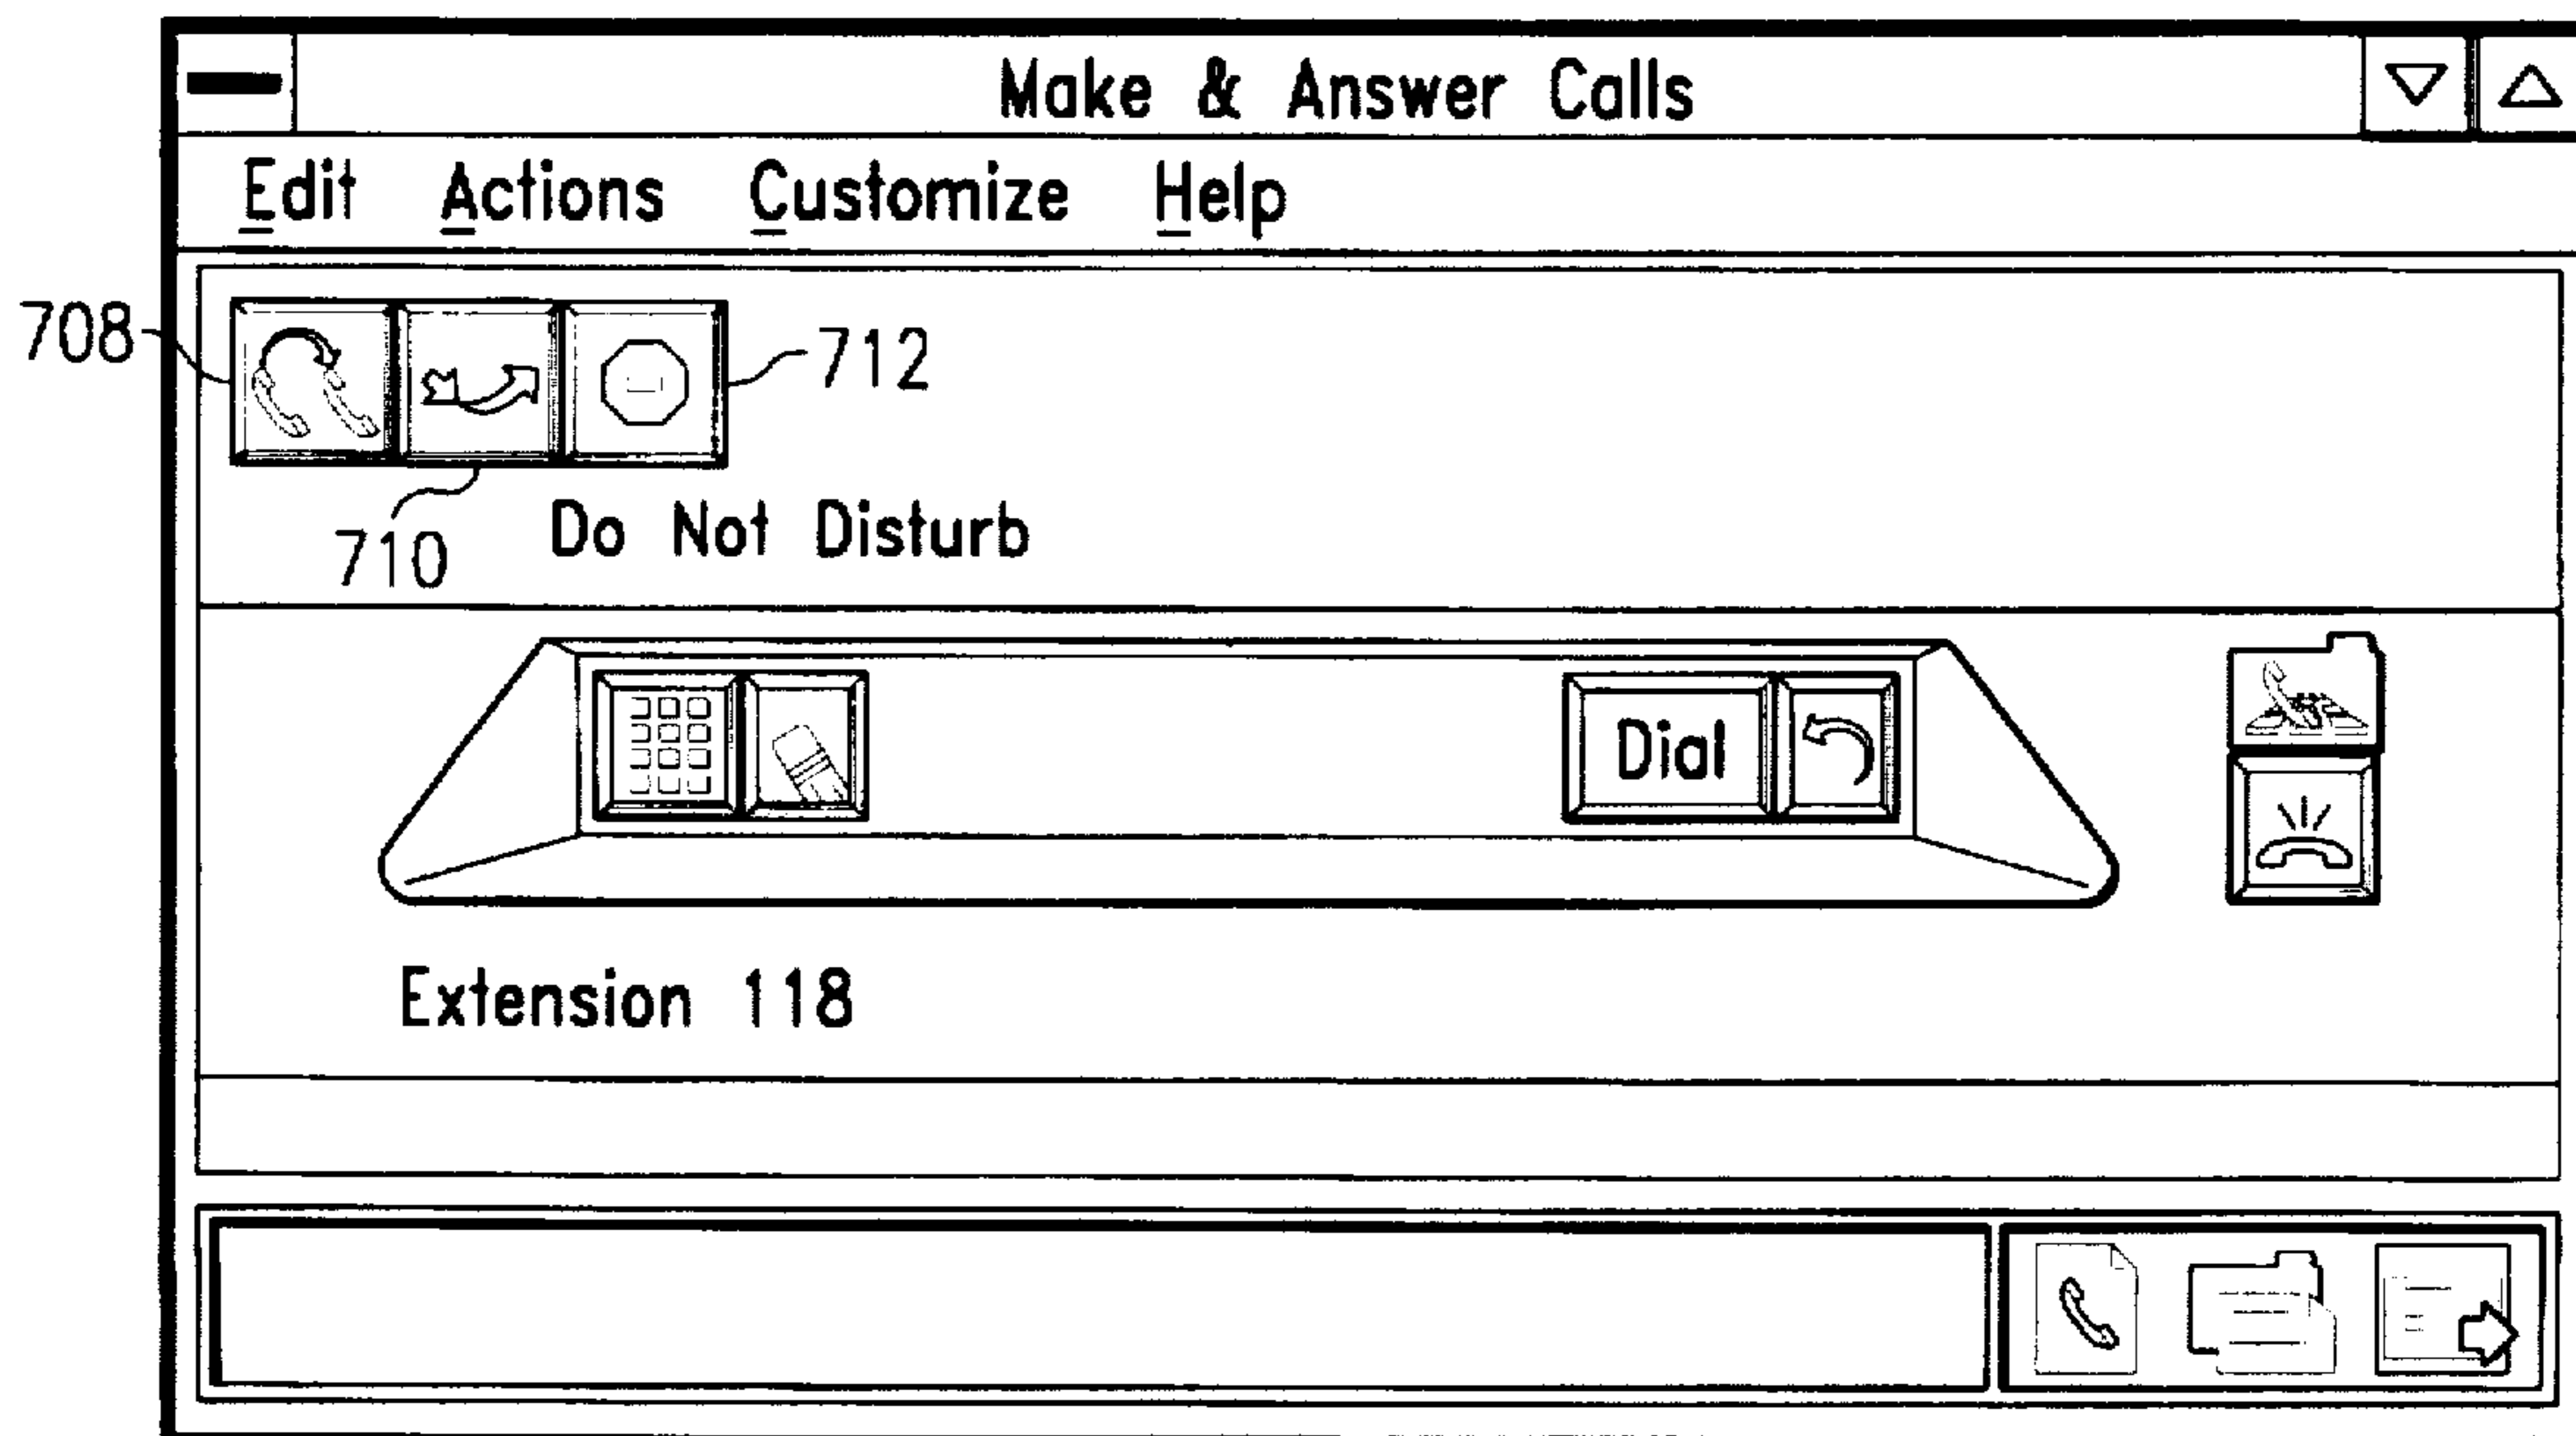 Make & Answer Calls
Edit Actions Customize Help
708
712
710
Do Not Disturb
Dial
Extension 118